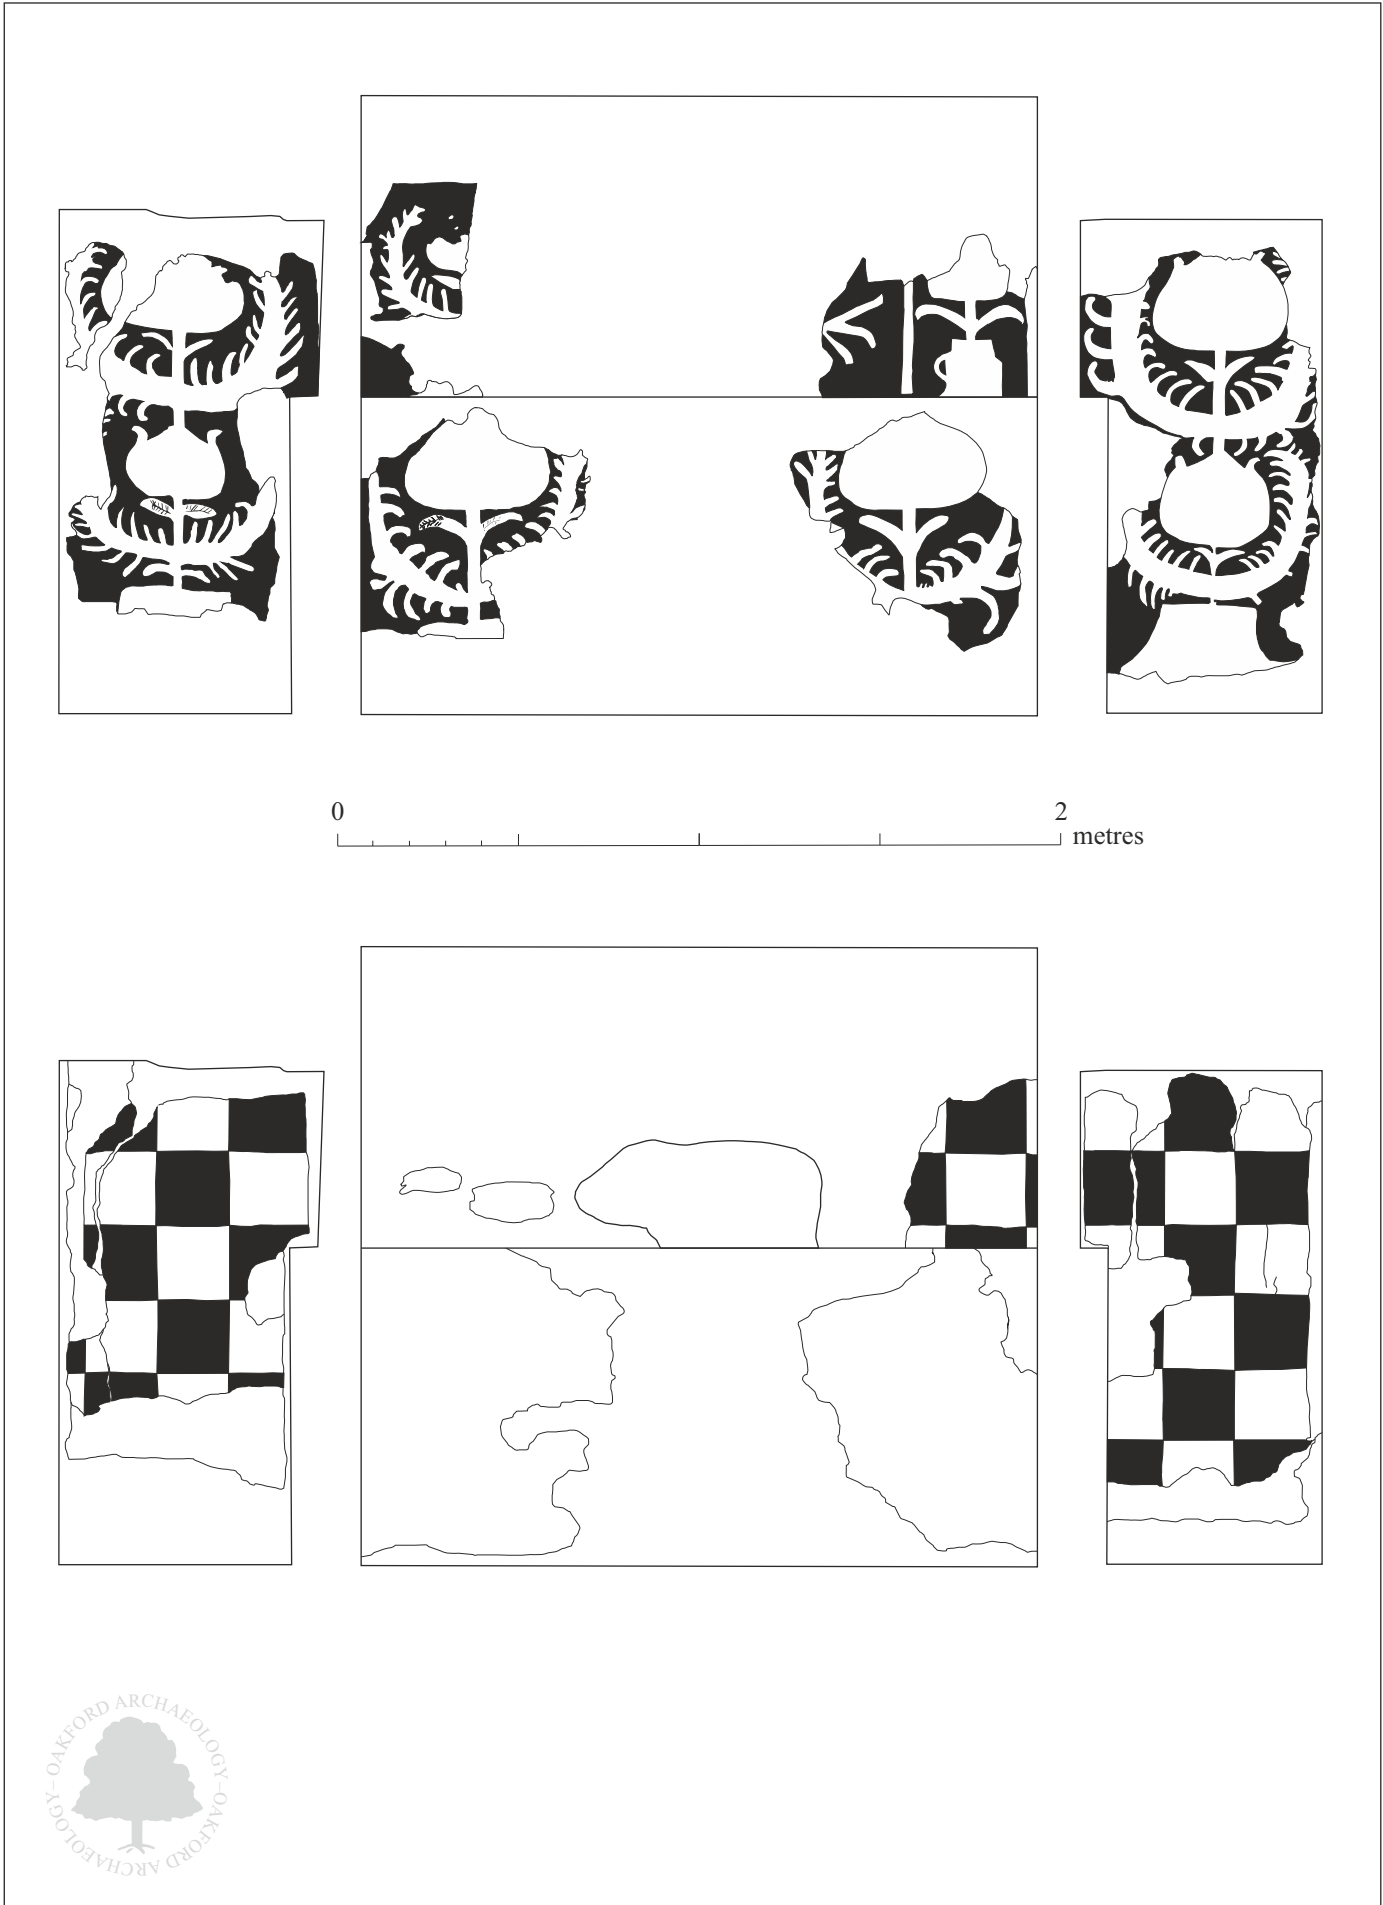 0 2
metres
OAKFORD ARCHAEOLOGY – OAKFORD ARCHAEOLOGY –